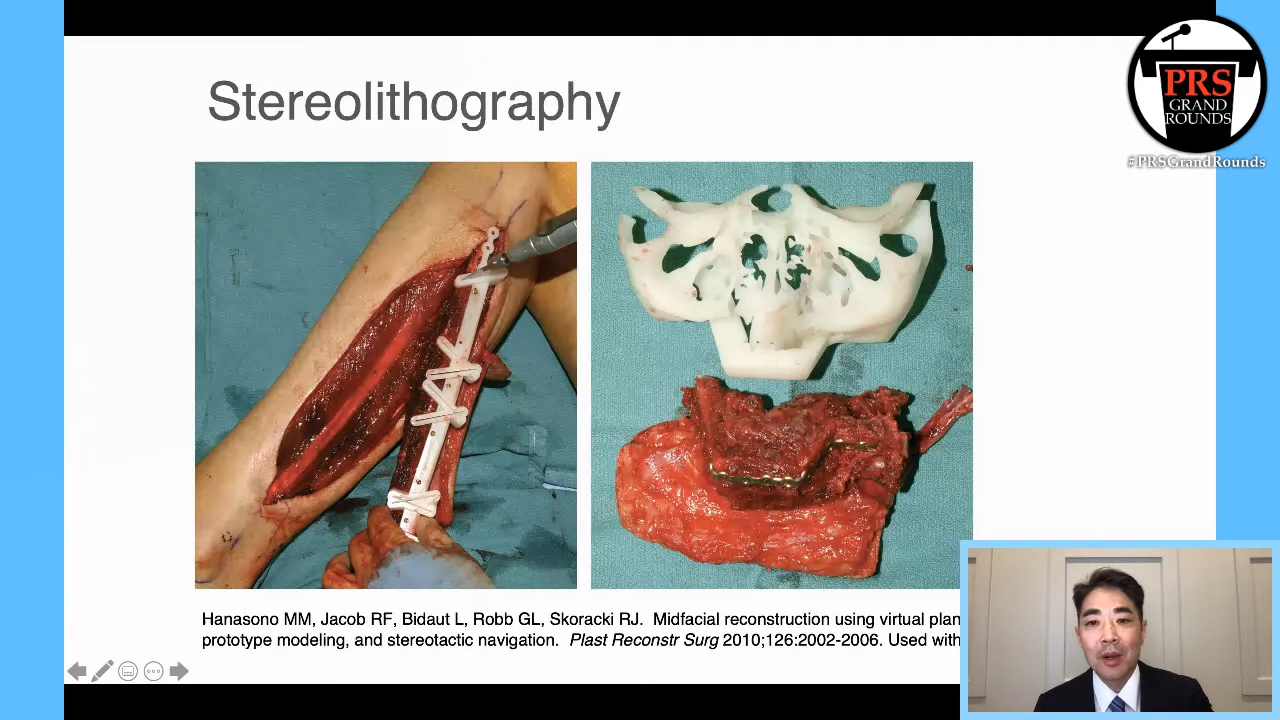 Stereolithography
PRS
GRAND
ROUNDS
#PRSGrandRounds
Hanasono MM, Jacob RF, Bidaut L, Robb GL, Skoracki RJ. Midfacial reconstruction using virtual plan
prototype modeling, and stereotactic navigation. Plast Reconstr Surg 2010;126:2002-2006. Used with